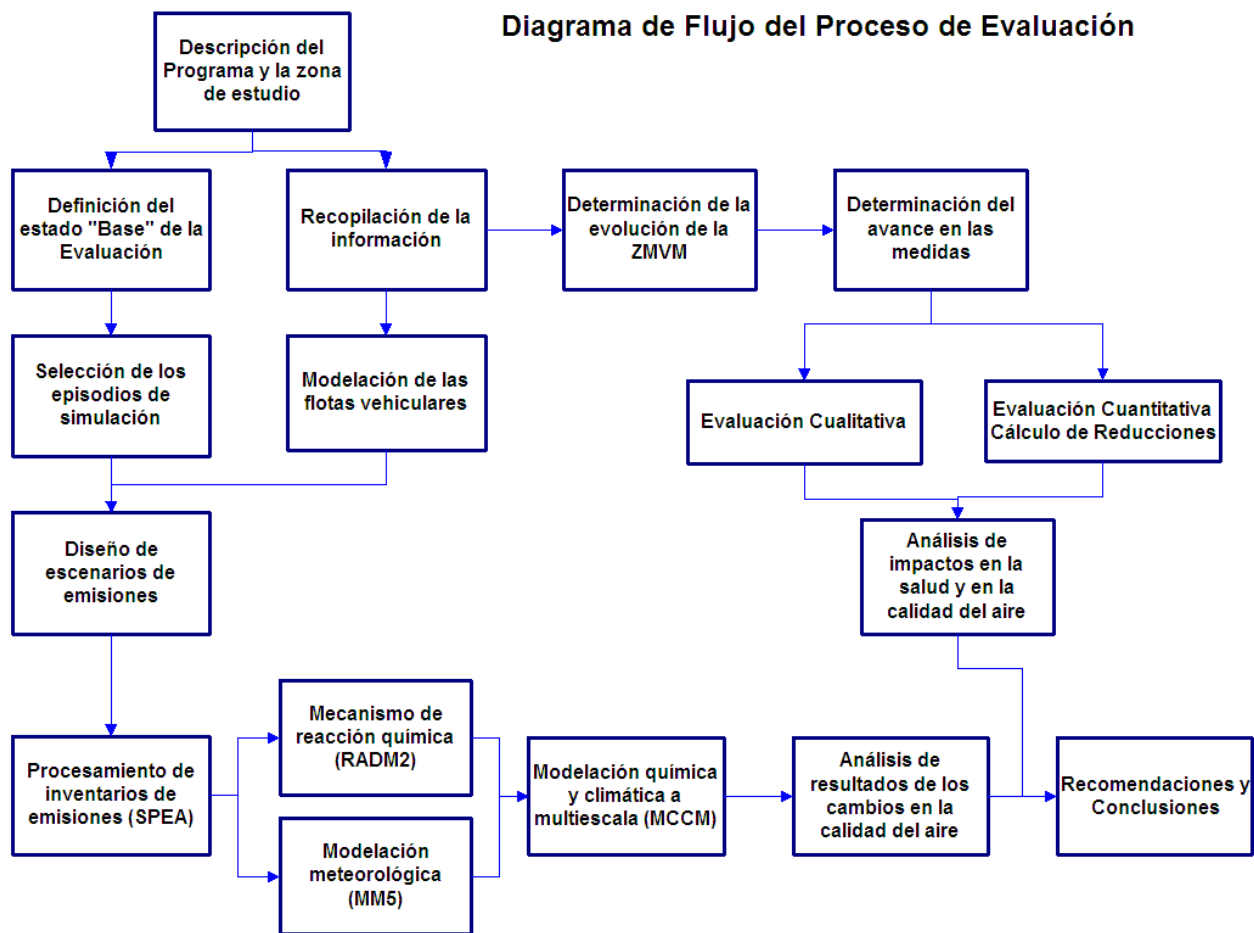 Diagrama de Flujo del Proceso de Evaluación
Descripción del
Programa y la zona
de estudio
Definición del
estado "Base" de la
Evaluación
Recopilación de la
información
Determinación de la
evolución de la
ZMVM
Determinación del
avance en las
medidas
Selección de los
episodios de
simulación
Modelación de las
flotas vehiculares
Evaluación Cualitativa
Evaluación Cuantitativa
Cálculo de Reducciones
Diseño de
escenarios de
emisiones
Análisis de
impactos en la
salud y en la
calidad del aire
Procesamiento de
inventarios de
emisiones (SPEA)
Mecanismo de
reacción química
(RADM2)
Modelación
meteorológica
(MM5)
Modelación química
y climática a
multiescala (MCCM)
Análisis de
resultados de los
cambios en la
calidad del aire
Recomendaciones y
Conclusiones